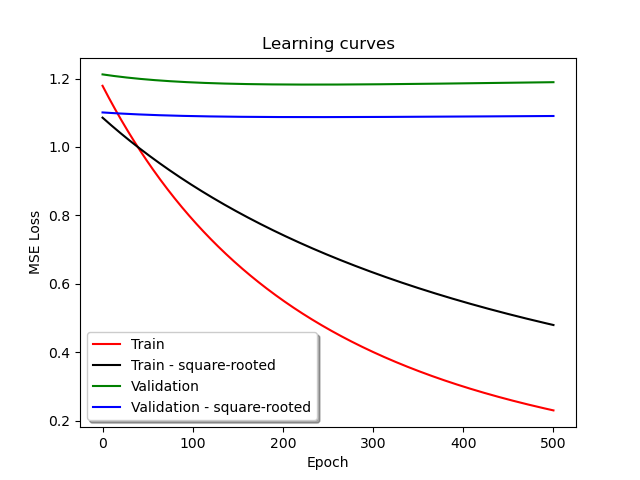 Learning curves
MSE Loss
1.2
1.0
0.8
0.6
0.4
0.2
Train
Train - square-rooted
Validation
Validation - square-rooted
0 100 200 300 400 500
Epoch